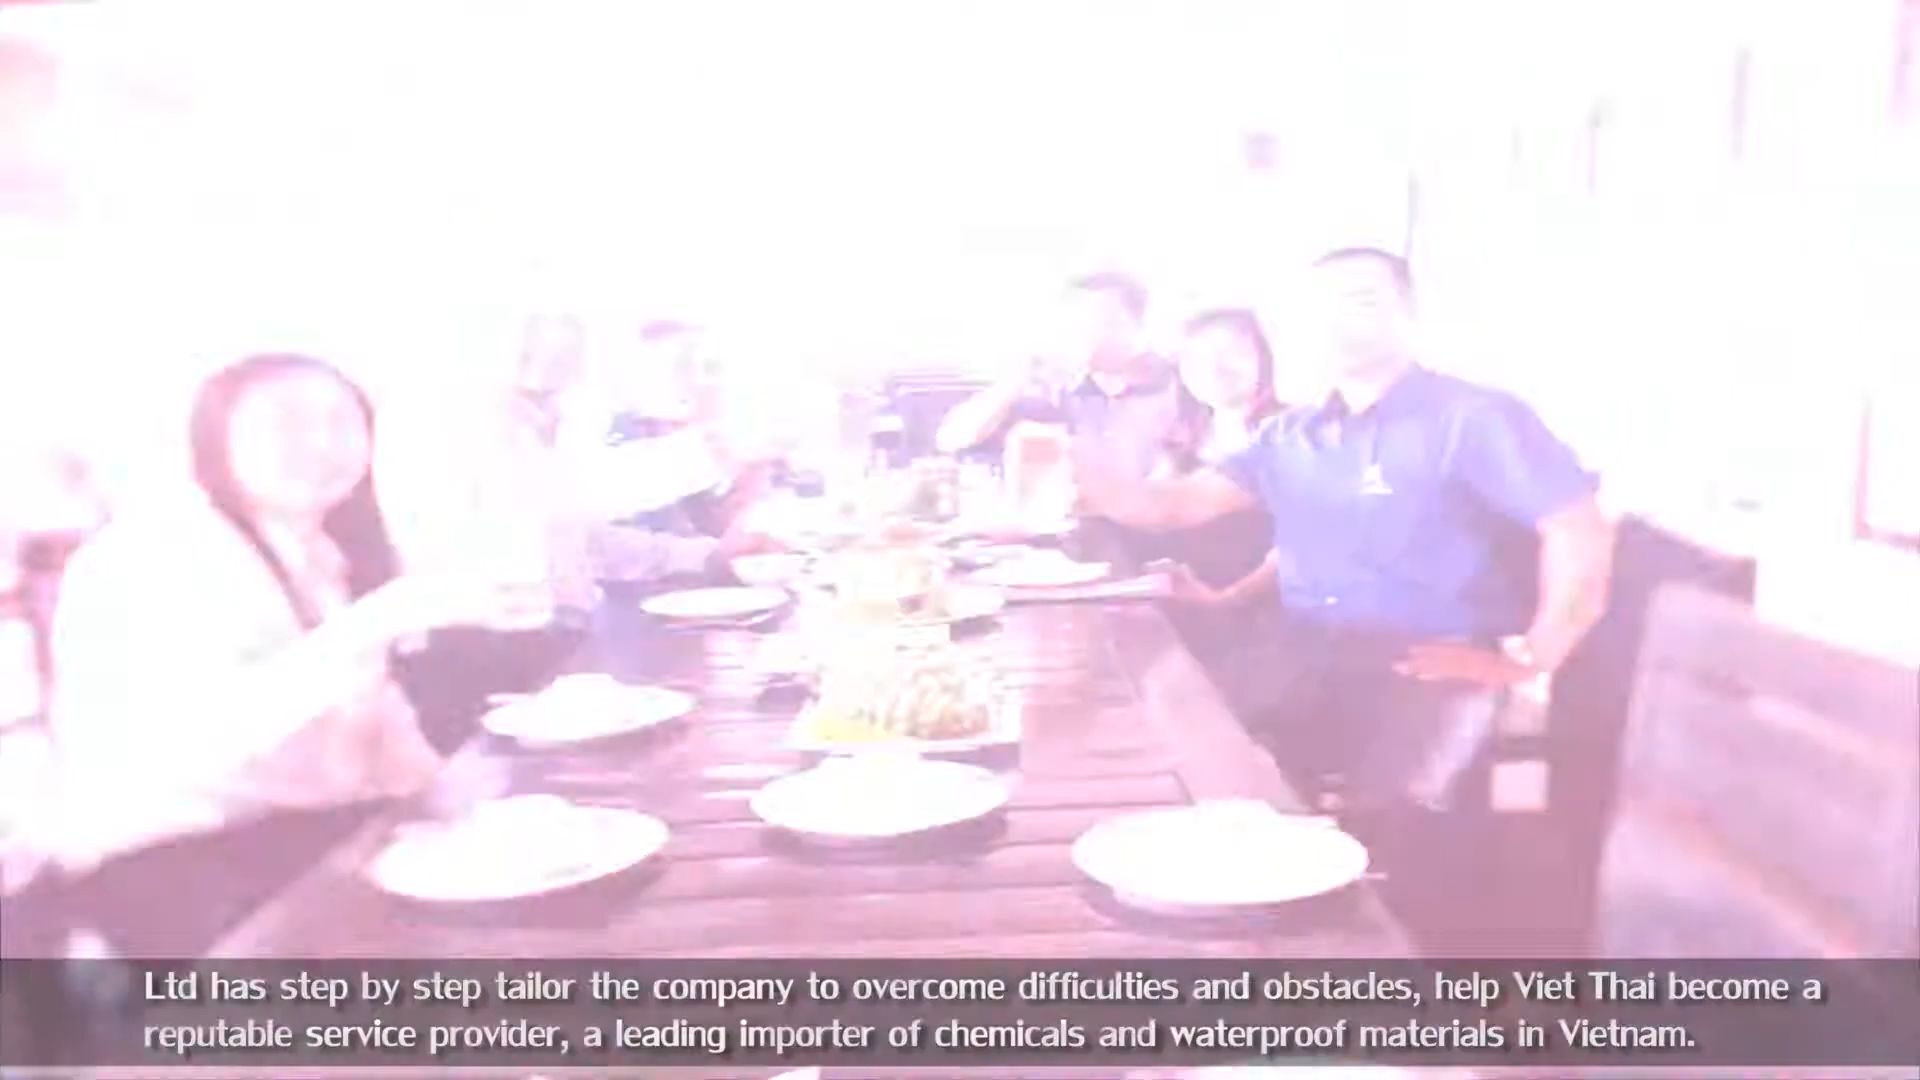 Ltd has step by step tailor the company to overcome difficulties and obstacles, help Viet Thai become a
reputable service provider, a leading importer of chemicals and waterproof materials in Vietnam.